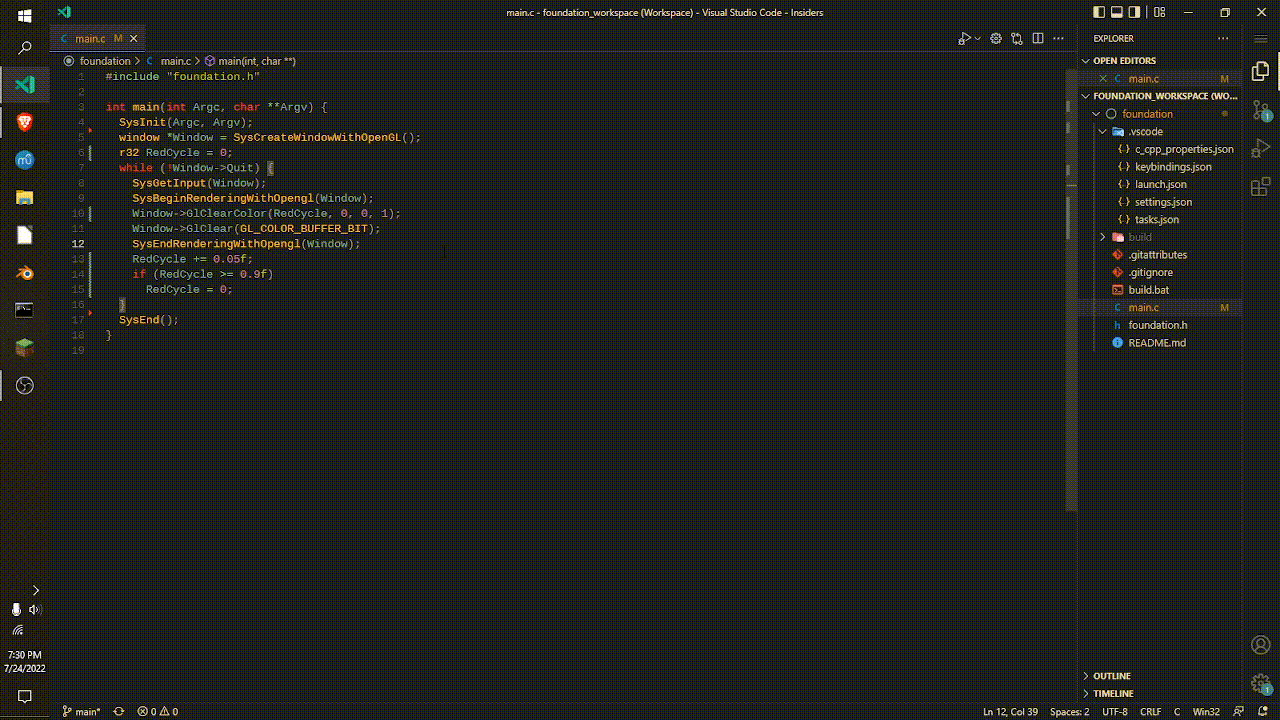 main.c - foundation_workspace (Workspace) - Visual Studio Code - Insiders
main.c M
foundation > main.c > main(int, char **)
1 #include "foundation.h"
2
3 int main(int Argc, char **Argv) {
4 SysInit(Argc, Argv);
5 window *Window = SysCreateWindowWithOpenGL();
6 r32 RedCycle = 0;
7 while (!Window->Quit) {
8 SysGetInput(Window);
9 SysBeginRenderingWithOpengl(Window);
10 Window->GlClearColor(RedCycle, 0, 0, 1);
11 Window->GlClear(GL_COLOR_BUFFER_BIT);
12 SysEndRenderingWithOpengl(Window);
13 RedCycle += 0.05f;
14 if (RedCycle >= 0.9f)
15 RedCycle = 0;
16 }
17 SysEnd();
18 }
19
EXPLORER
OPEN EDITORS
C main.c M
FOUNDATION_WORKSPACE (WO...
foundation
.vscode
{} c_cpp_properties.json
{} keybindings.json
{} launch.json
{} settings.json
{} tasks.json
build
.gitattributes
.gitignore
build.bat
C main.c M
h foundation.h
README.md
OUTLINE
TIMELINE
1
1
7:30 PM
7/24/2022
main* 0 0
Ln 12, Col 39 Spaces: 2 UTF-8 CRLF C Win32